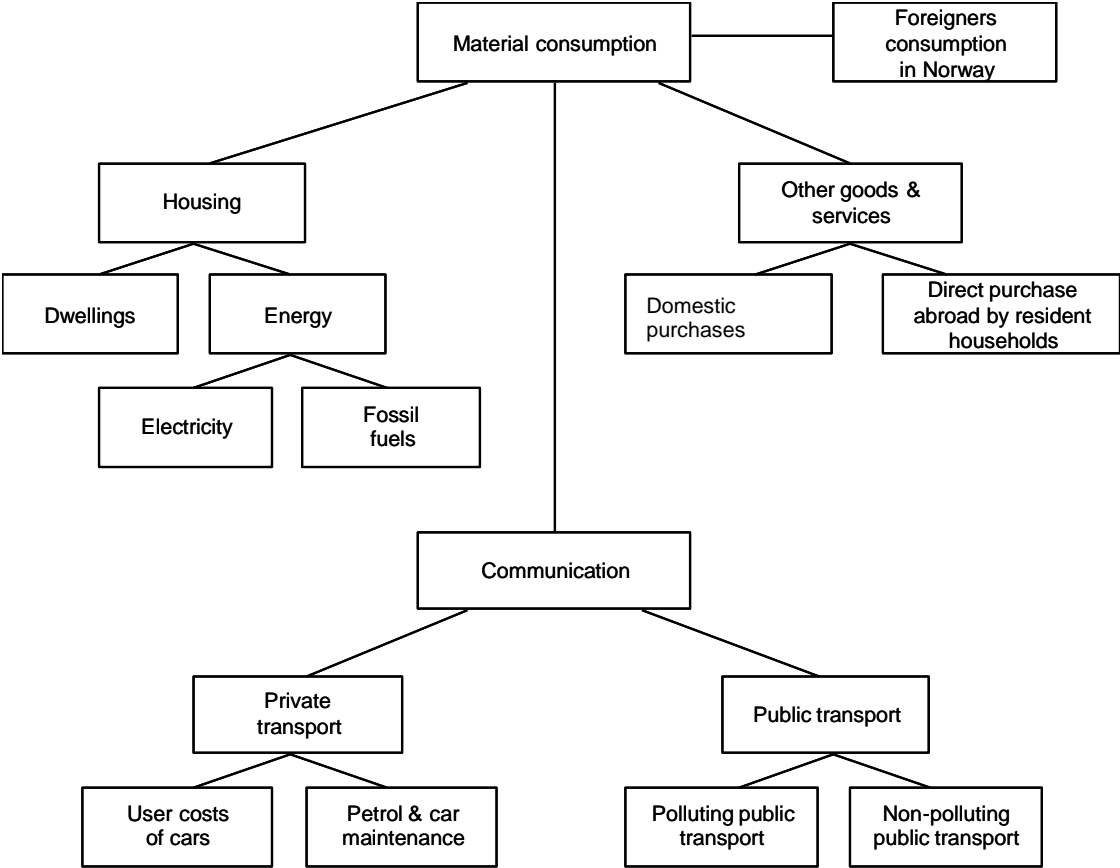 Material consumption
Foreigners
consumption
in Norway
Housing
Other goods &
services
Dwellings
Energy
Domestic
purchases
Direct purchase
abroad by resident
households
Electricity
Fossil
fuels
Communication
Private
transport
Public transport
User costs
of cars
Petrol & car
maintenance
Polluting public
transport
Non-polluting
public transport